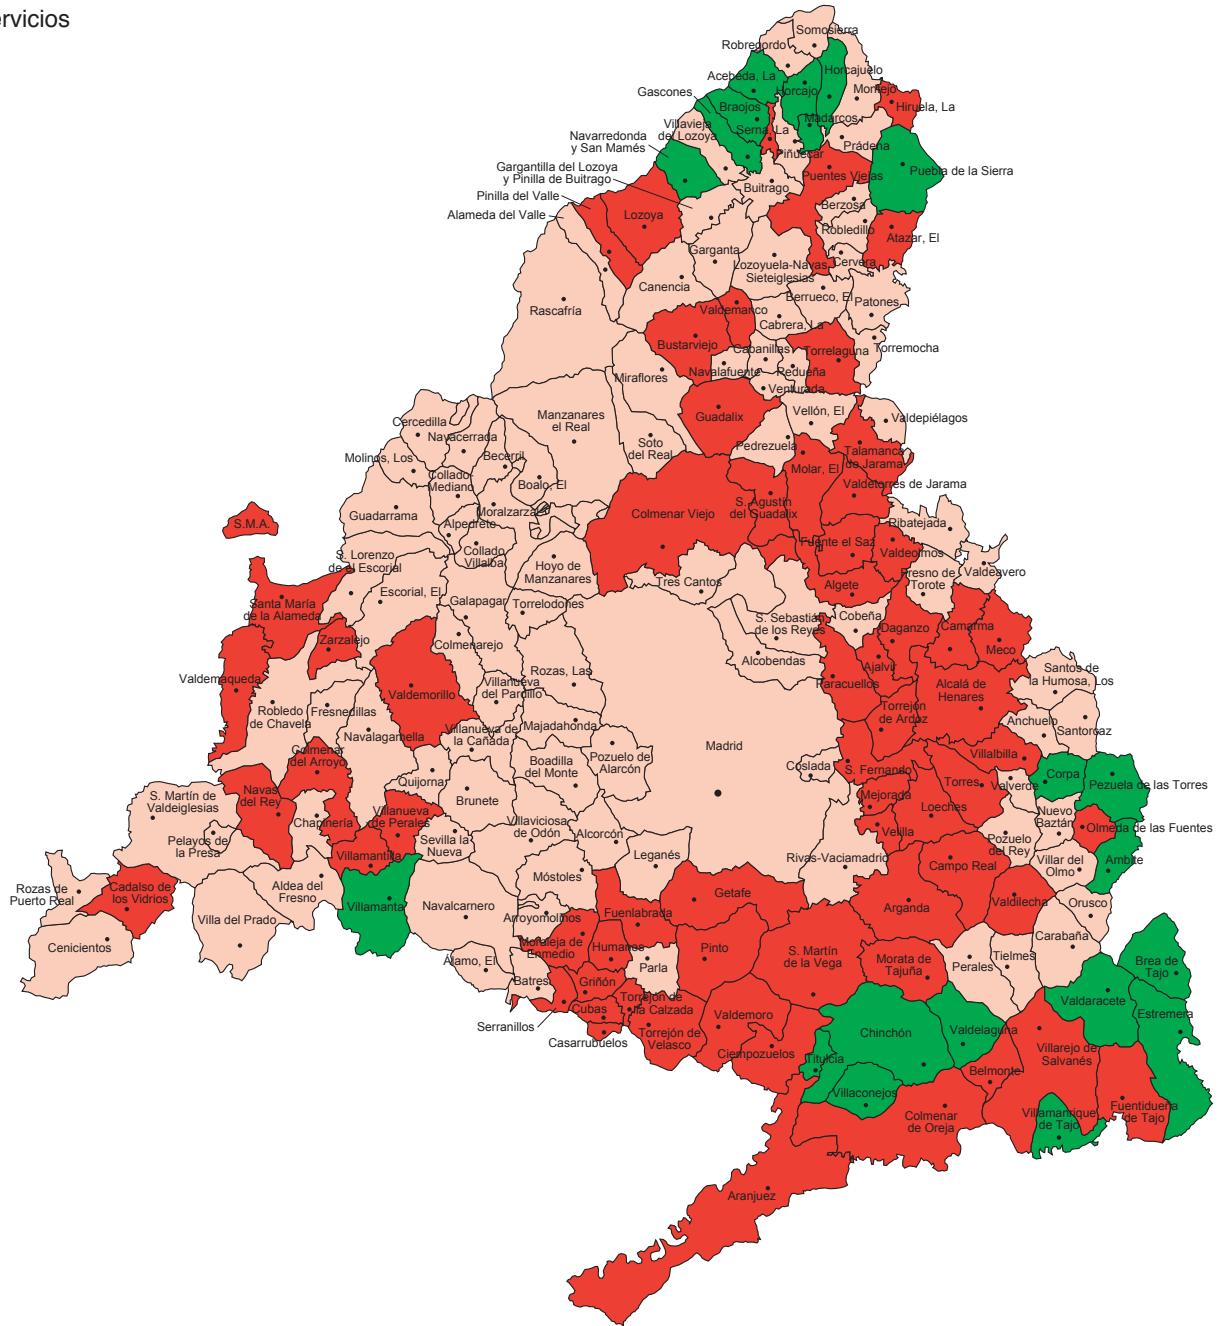 ervicios
Somosierra
Robregordo
Acebeda, La
Horcajuelo
Gascones
Horcajo
Montejo
Hiruela, La
Braojos
Madarcos
Villavieja
del Lozoya
Serna, La
Navarredonda
y San Mamés
Prádena
Piñuecar
Gargantilla del Lozoya
y Pinilla de Buitrago
Puentes Viejas
Puebla de la Sierra
Buitrago
Pinilla del Valle
Berzosa
Alameda del Valle
Lozoya
Robledillo
Atazar, El
Garganta
Lozoyuela-Navas
Sieteiglesias
Cervera
Canencia
Berrueco, El
Patones
Rascafría
Valdemanco
Cabrera, La
Bustarviejo
Cabanillas
Torrelaguna
Torremocha
Navalafuente
Redueña
Miraflores
Venturada
Manzanares
el Real
Guadalix
Vellón, El
Valdepiélagos
Cercedilla
Navacerrada
Soto
del Real
Pedrezuela
Talamanca
de Jarama
Molinos, Los
Becerril
Molar, El
Collado-
Mediano
Boalo, El
Valdetorres de Jarama
S. Agustín
del Guadalix
Guadarrama
Moralzarzal
Colmenar Viejo
S.M.A.
Alpedrete
Ribatejada
Collado
Villalba
Fuente el Saz
Valdeolmos
S. Lorenzo
de el Escorial
Hoyo de
Manzanares
Fresno de
Torote
Valdeavero
Tres Cantos
Algete
Escorial, El
Galapagar
Santa María
de la Alameda
Torrelodones
S. Sebastián
de los Reyes
Cobeña
Daganzo
Camarma
Zarzalejo
Colmenarejo
Meco
Alcobendas
Ajalvir
Santos de
la Humosa, Los
Rozas, Las
Valdemaqueda
Valdemorillo
Villanueva
del Pardillo
Paracuellos
Alcalá de
Henares
Robledo
de Chavela
Fresnedillas
Torrejón
de Ardoz
Anchuelo
Santorcaz
Majadahonda
Navalagamella
Villanueva de
la Cañada
Madrid
Colmenar
del Arroyo
Villalbilla
Boadilla
del Monte
Pozuelo de
Alarcón
Coslada
S. Fernando
Corpa
Pezuela de las Torres
Quijorna
Torres
Valverde
S. Martín de
Valdeiglesias
Navas
del Rey
Brunete
Mejorada
Loeches
Nuevo
Baztán
Chapinería
Villanueva
de Perales
Villaviciosa
de Odón
Alcorcón
Velilla
Olmeda de las Fuentes
Pelayos de
la Presa
Sevilla la
Nueva
Pozuelo
del Rey
Villamantilla
Leganés
Rivas-Vaciamadrid
Campo Real
Villar del
Olmo
Ambite
Móstoles
Rozas de
Puerto Real
Cadalso de
los Vidrios
Aldea del
Fresno
Getafe
Villamanta
Navalcarnero
Arganda
Valdilecha
Orusco
Villa del Prado
Arroyomolinos
Fuenlabrada
Carabaña
Cenicientos
Moraleja de
Enmedio
Humanes
Pinto
S. Martín
de la Vega
Morata de
Tajuña
Perales
Tielmes
Álamo, El
Parla
Brea de
Tajo
Batres
Griñón
Torrejón de
la Calzada
Valdaracete
Cubas
Serranillos
Valdemoro
Estremera
Casarrubuelos
Torrejón de
Velasco
Chinchón
Valdelaguna
Ciempozuelos
Villarejo de
Salvanés
Titulcia
Belmonte
Villaconejos
Colmenar
de Oreja
Villamanrique
de Tajo
Fuentidueña
de Tajo
Aranjuez